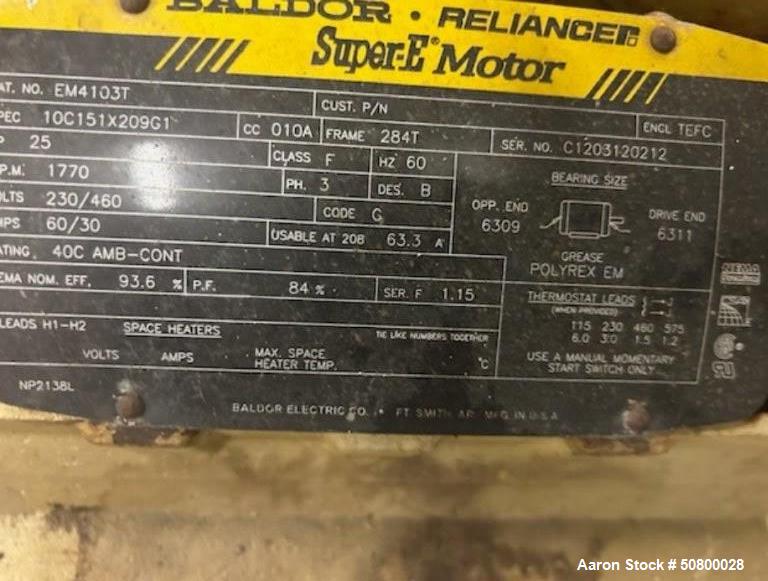 BALDOR · RELIANCER
Super-E® Motor
AT. NO. EM4103T
CUST. P/N
ENCL TEFC
PEC 10C151X209G1
CC 010A
FRAME 284T
SER. NO. C1203120212
P 25
CLASS F
HZ 60
P.M. 1770
PH. 3
DES. B
LTS 230/460
CODE G
MPS 60/30
USABLE AT 208 63.3 A
ATING. 40C AMB-CONT
EMA NOM. EFF. 93.6 %
P.F. 84 %
SER. F 1.15
BEARING SIZE
OPP. END
6309
DRIVE END
6311
GREASE
POLYREX EM
THERMOSTAT LEADS
(WHEN PROVIDED)
115 230 460 575
6.0 3.0 1.5 1.2
USE A MANUAL MOMENTARY
START SWITCH ONLY
LEADS H1-H2 SPACE HEATERS
TIE LIKE NUMBERS TOGETHER
VOLTS AMPS MAX. SPACE
HEATER TEMP. °C
NP2138L
BALDOR ELECTRIC CO. • FT. SMITH, AR. MFG. IN U.S.A.
Aaron Stock # 50800028